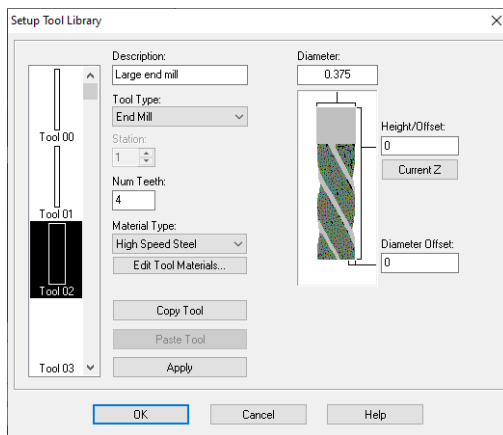 Setup Tool Library
Tool 00
Tool 01
Tool 02
Tool 03
Description:
Large end mill
Tool Type:
End Mill
Station:
1
Num Teeth:
4
Material Type:
High Speed Steel
Edit Tool Materials...
Copy Tool
Paste Tool
Apply
Diameter:
0.375
Height/Offset:
0
Current Z
Diameter Offset:
0
OK
Cancel
Help